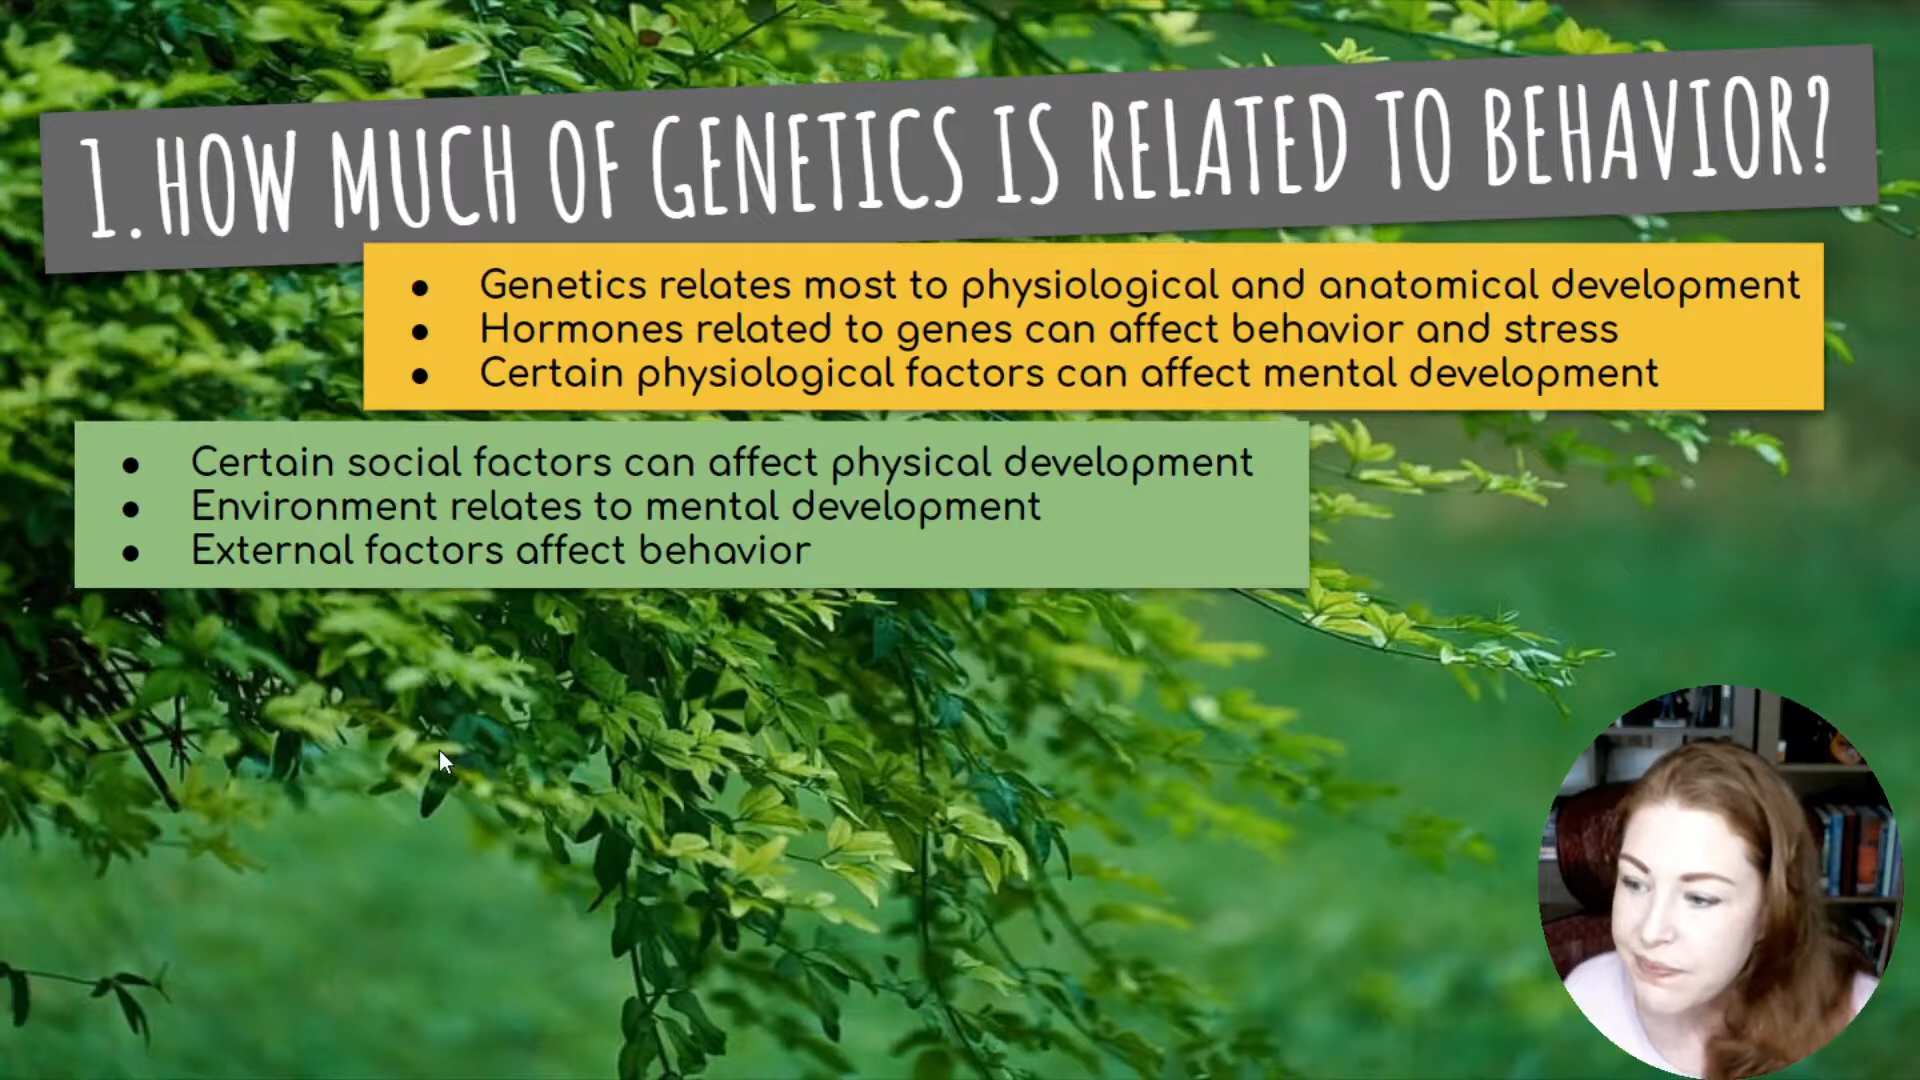 1. HOW MUCH OF GENETICS IS RELATED TO BEHAVIOR?
● Genetics relates most to physiological and anatomical development
● Hormones related to genes can affect behavior and stress
● Certain physiological factors can affect mental development
● Certain social factors can affect physical development
● Environment relates to mental development
● External factors affect behavior